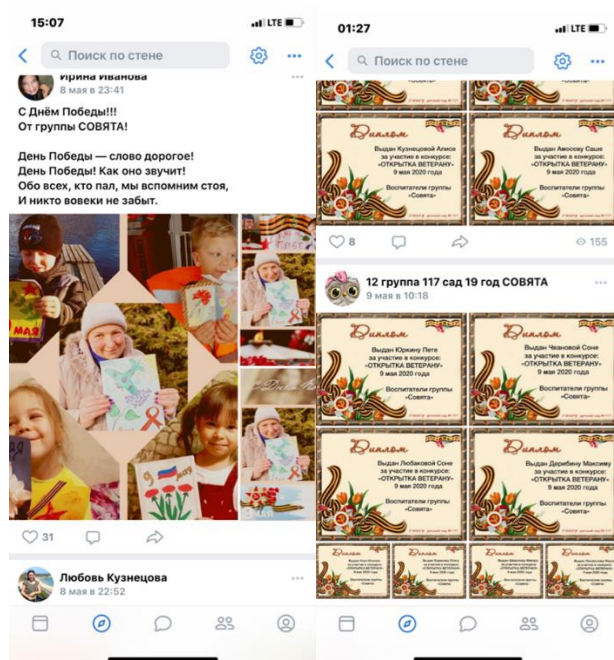 15:07
LTE
Поиск по стене
Ирина Иванова
8 мая в 23:41
С Днём Победы!!!
От группы СОВЯТА!
День Победы — слово дорогое!
День Победы! Как оно звучит!
Обо всех, кто пал, мы вспомним стоя,
И никто вовеки не забыт.
МАЯ
9
31
Любовь Кузнецова
8 мая в 22:52
01:27
LTE
Поиск по стене
«Совята»
«Совята»
Диплом
Выдан Кузнецовой Алисе
за участие в конкурсе:
«ОТКРЫТКА ВЕТЕРАНУ»
9 мая 2020 года
Воспитатели группы
«Совята»
Диплом
Выдан Амосову Саше
за участие в конкурсе:
«ОТКРЫТКА ВЕТЕРАНУ»
9 мая 2020 года
Воспитатели группы
«Совята»
8
155
12 группа 117 сад 19 год СОВЯТА
9 мая в 10:18
Диплом
Выдан Юркину Пете
за участие в конкурсе:
«ОТКРЫТКА ВЕТЕРАНУ»
9 мая 2020 года
Воспитатели группы
«Совята»
Диплом
Выдан Чвановой Соне
за участие в конкурсе:
«ОТКРЫТКА ВЕТЕРАНУ»
9 мая 2020 года
Воспитатели группы
«Совята»
Диплом
Выдан Любаковой Соне
за участие в конкурсе:
«ОТКРЫТКА ВЕТЕРАНУ»
9 мая 2020 года
Воспитатели группы
«Совята»
Диплом
Выдан Дерибину Максиму
за участие в конкурсе:
«ОТКРЫТКА ВЕТЕРАНУ»
9 мая 2020 года
Воспитатели группы
«Совята»
Диплом
Диплом
Диплом
Диплом